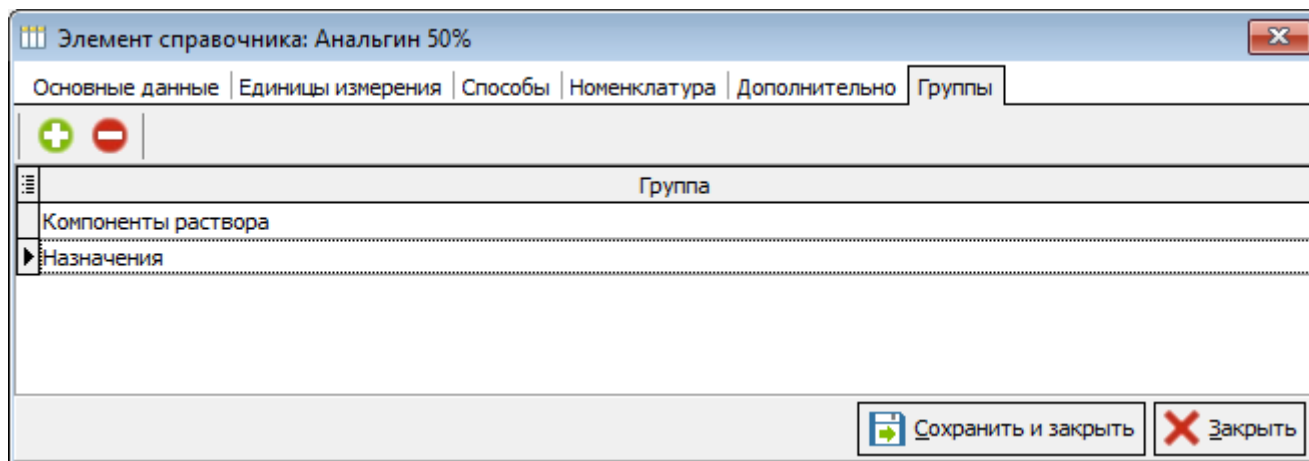 Элемент справочника: Анальгин 50%
Основные данные Единицы измерения Способы Номенклатура Дополнительно Группы
Группа
Компоненты раствора
Назначения
Сохранить и закрыть Закрыть